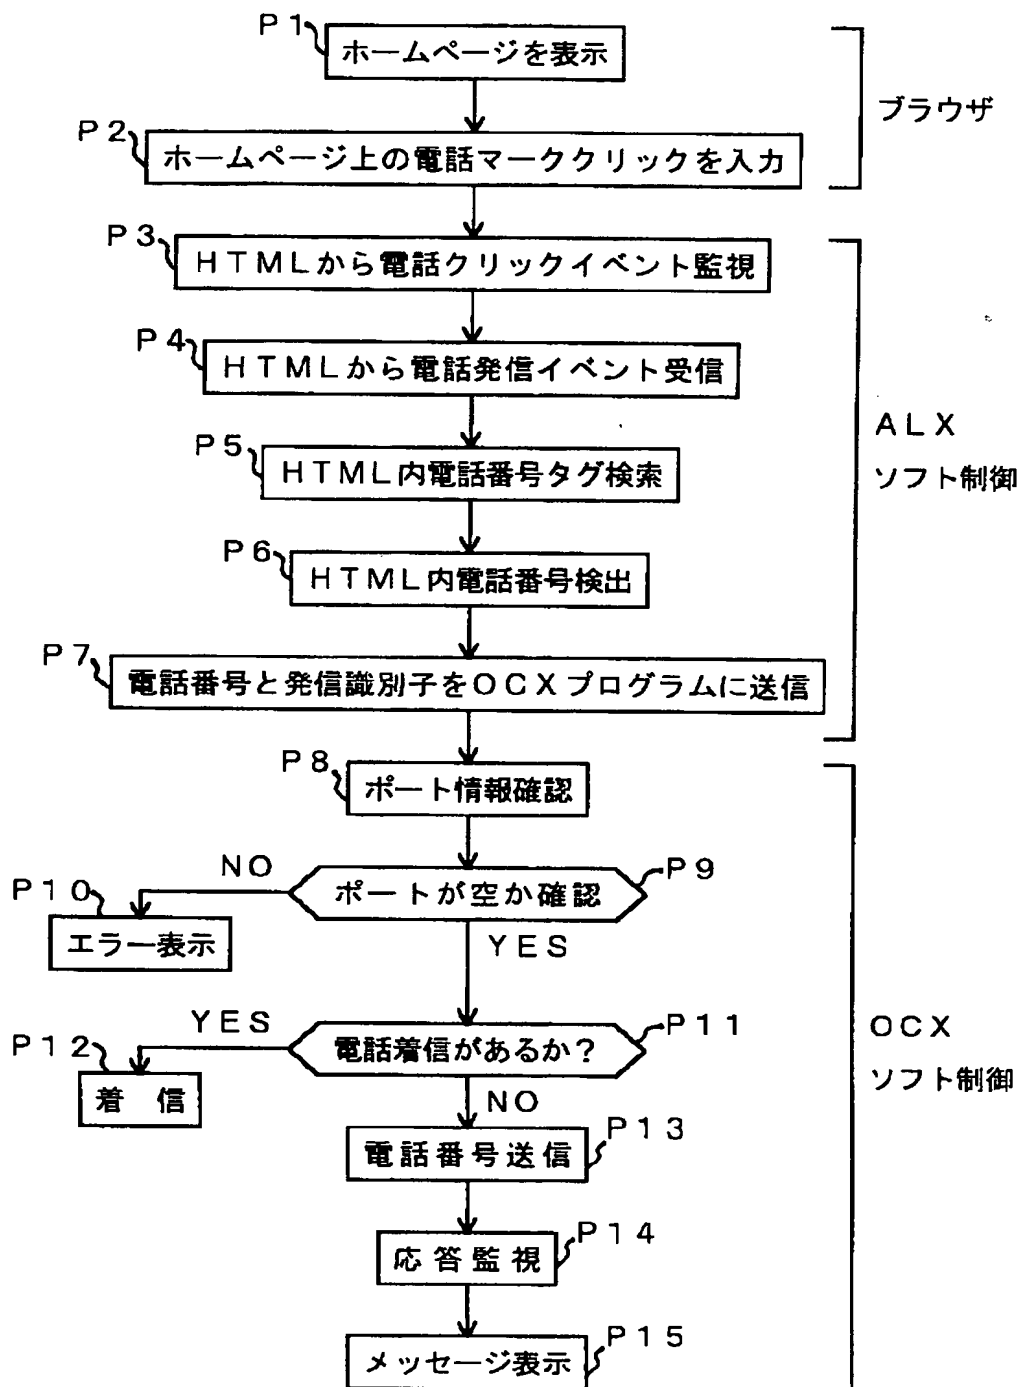 P1
ホームページを表示
ブラウザ
P2
ホームページ上の電話マーククリックを入力
P3
HTMLから電話クリックイベント監視
P4
HTMLから電話発信イベント受信
ALX
ソフト制御
P5
HTML内電話番号タグ検索
P6
HTML内電話番号検出
P7
電話番号と発信識別子をOCXプログラムに送信
P8
ポート情報確認
P9
ポートが空か確認
NO
P10
エラー表示
YES
P11
電話着信があるか?
YES
P12
着 信
OCX
ソフト制御
NO
P13
電話番号送信
P14
応答監視
P15
メッセージ表示